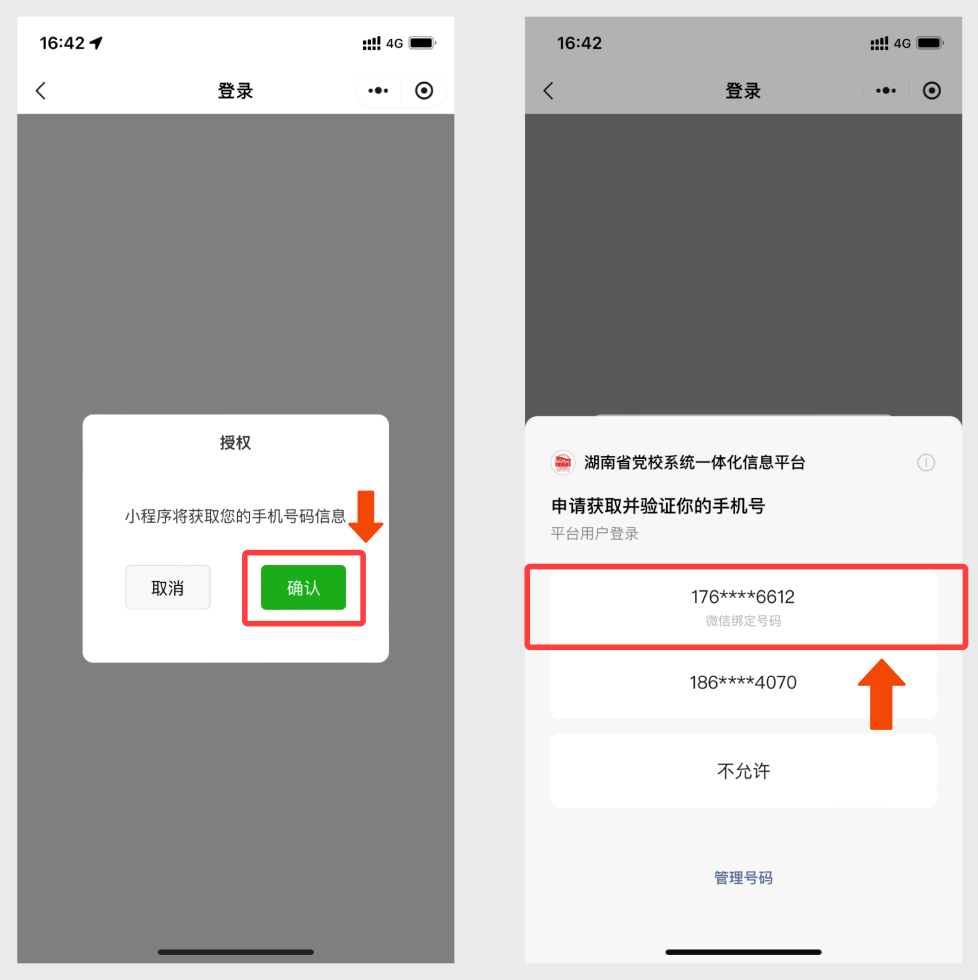 16:42
4G
登录
授权
小程序将获取您的手机号码信息
取消
确认
16:42
4G
登录
湖南省党校系统一体化信息平台
申请获取并验证你的手机号
平台用户登录
176****6612
微信绑定号码
186****4070
不允许
管理号码